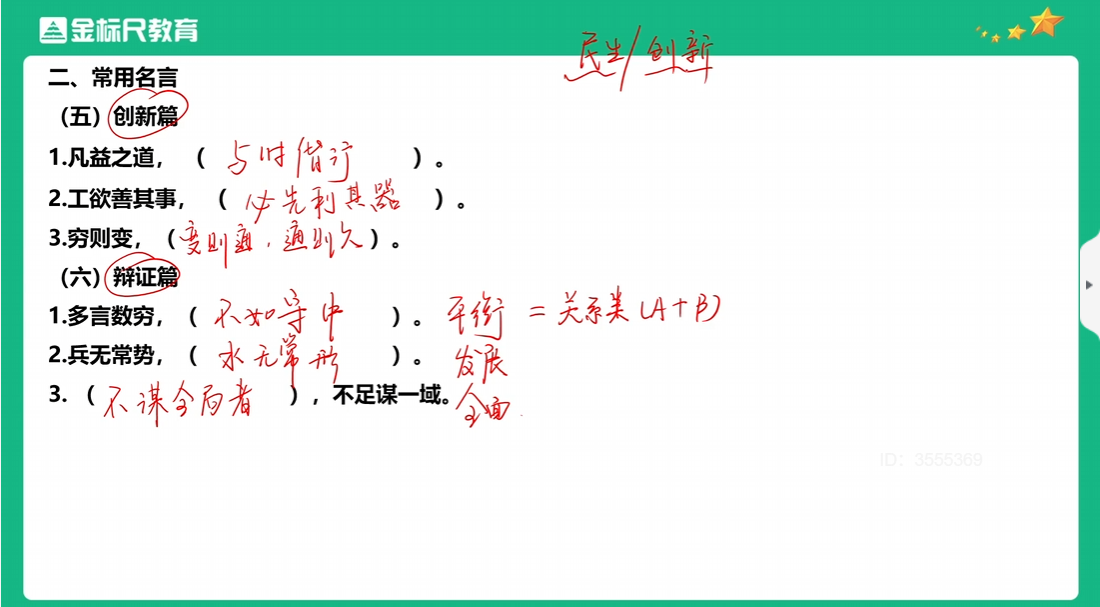 金标尺教育
民生/创新
二、常用名言
（五）创新篇
1.凡益之道，（与时偕行）。
2.工欲善其事，（必先利其器）。
3.穷则变，（变则通，通则久）。
（六）辩证篇
1.多言数穷，（不如守中）。平衡=关系类(A+B)
2.兵无常势，（水无常形）。发展
3.（不谋全局者），不足谋一域。全面
ID：3555369